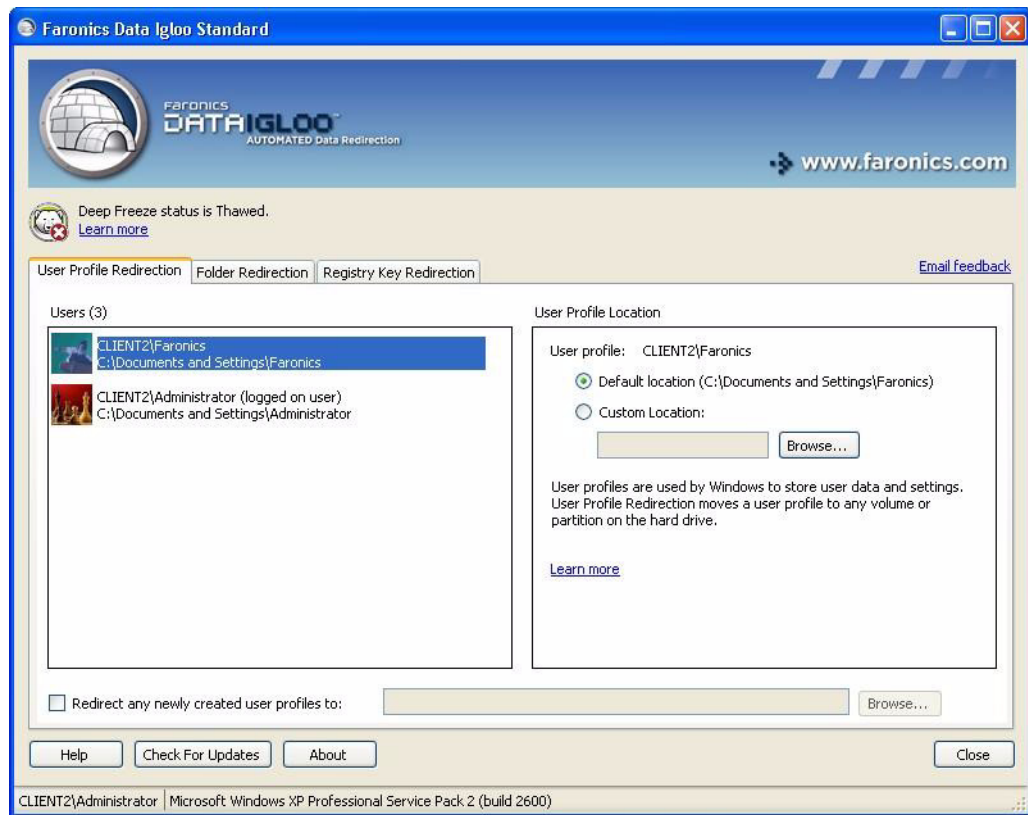 Faronics Data Igloo Standard
Faronics
DATAIGLOO™
AUTOMATED Data Redirection
www.faronics.com
Deep Freeze status is Thawed.
Learn more
User Profile Redirection
Folder Redirection
Registry Key Redirection
Email feedback
Users (3)
CLIENT2\Faronics
C:\Documents and Settings\Faronics
CLIENT2\Administrator (logged on user)
C:\Documents and Settings\Administrator
User Profile Location
User profile: CLIENT2\Faronics
Default location (C:\Documents and Settings\Faronics)
Custom Location:
Browse...
User profiles are used by Windows to store user data and settings.
User Profile Redirection moves a user profile to any volume or
partition on the hard drive.
Learn more
Redirect any newly created user profiles to:
Browse...
Help
Check For Updates
About
Close
CLIENT2\Administrator
Microsoft Windows XP Professional Service Pack 2 (build 2600)